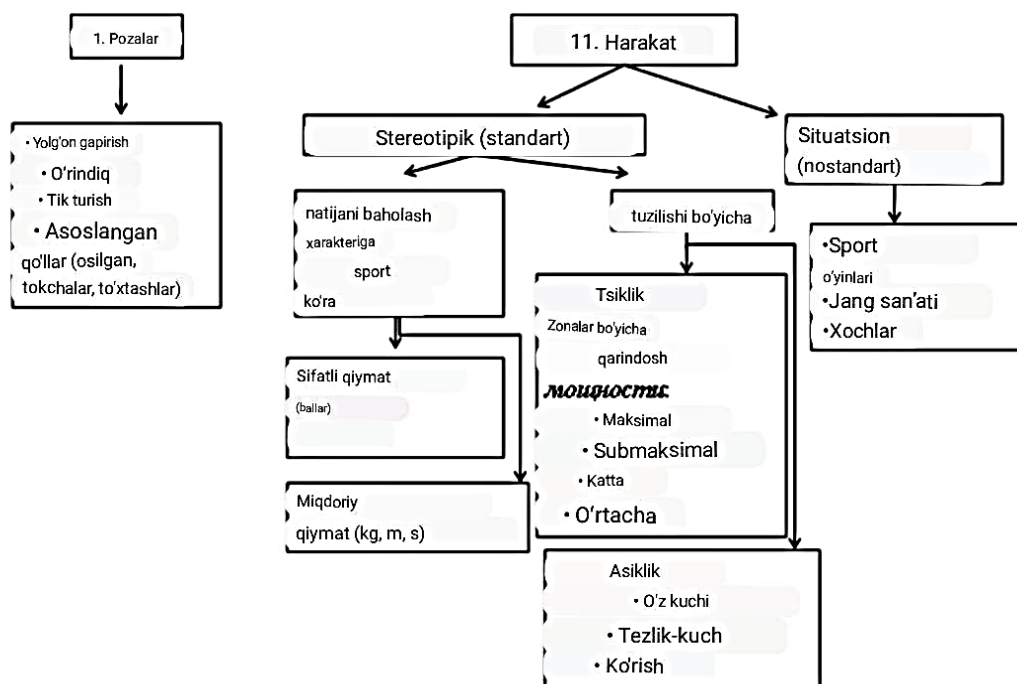 1. Pozalar
• Yolg'on gapirish
• O'rindiq
• Tik turish
• Asoslangan
qo'llar (osilgan,
tokchalar, to'xtashlar)
11. Harakat
Stereotipik (standart)
natijani baholash
xarakteriga
sport
ko'ra
Sifatli qiymat
(ballar)
Miqdoriy
qiymat (kg, m, s)
tuzilishi bo'yicha
Tsiklik
Zonalar bo'yicha
qarindosh
мощности:
• Maksimal
• Submaksimal
• Katta
• O'rtacha
Asiklik
• O'z kuchi
• Tezlik-kuch
• Ko'rish
Situatsion
(nostandart)
•Sport
o'yinlari
•Jang san'ati
•Xochlar